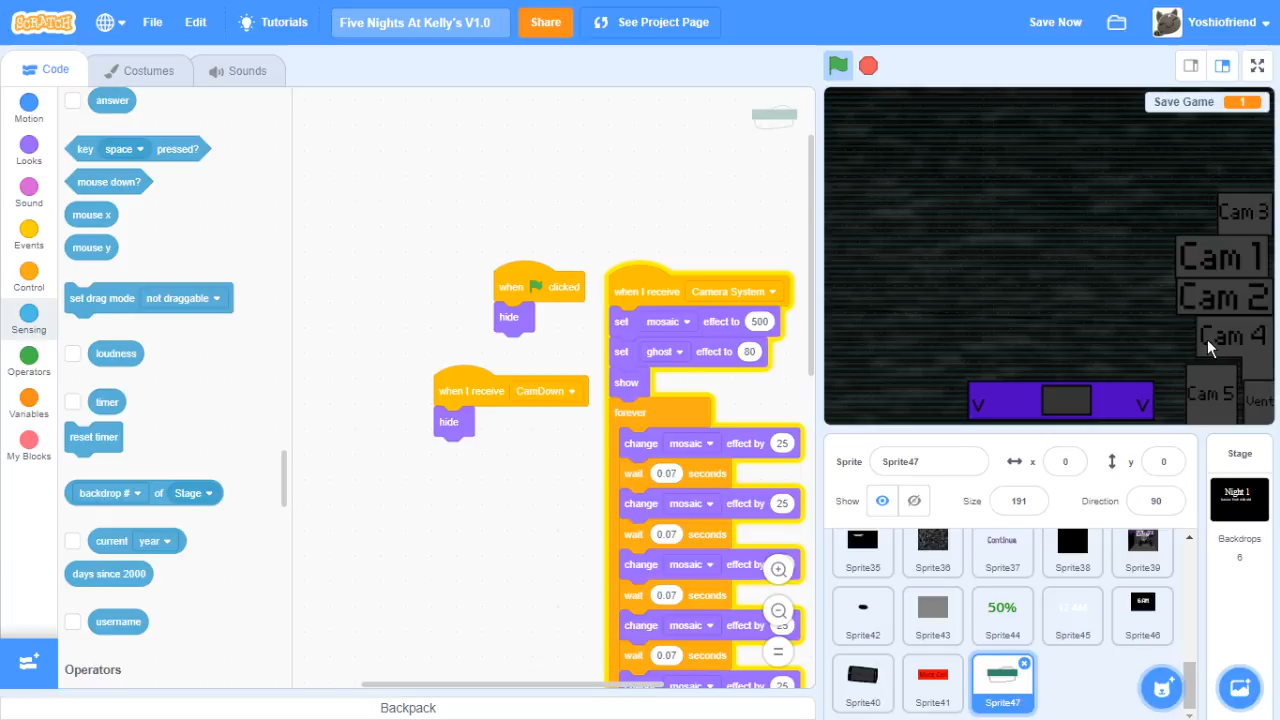 SCRATCH
File
Edit
Tutorials
Five Nights At Kelly's V1.0
Share
See Project Page
Save Now
Yoshiofriend
Code
Costumes
Sounds
Motion
Looks
Sound
Events
Control
Sensing
Operators
Variables
My Blocks
answer
key space pressed?
mouse down?
mouse x
mouse y
set drag mode not draggable
loudness
timer
reset timer
backdrop # of Stage
current year
days since 2000
username
Operators
when clicked
hide
when I receive CamDown
hide
when I receive Camera System
set mosaic effect to 500
set ghost effect to 80
show
forever
change mosaic effect by 25
wait 0.07 seconds
change mosaic effect by 25
wait 0.07 seconds
change mosaic effect by
wait 0.07 seconds
change mosaic effect by 25
wait 0.07 seconds
change mosaic effect by 25
Backpack
Save Game 1
Cam 3
Cam 1
Cam 2
Cam 4
Cam 5
Vent
V V
Sprite Sprite47 x 0 y 0
Show Size 191 Direction 90
Stage
Night 1
Backdrops
6
Continue
Sprite35
Sprite36
Sprite37
Sprite38
Sprite39
50%
12 AM
6 AM
Sprite42
Sprite43
Sprite44
Sprite45
Sprite46
Mute Call
Sprite40
Sprite41
Sprite47